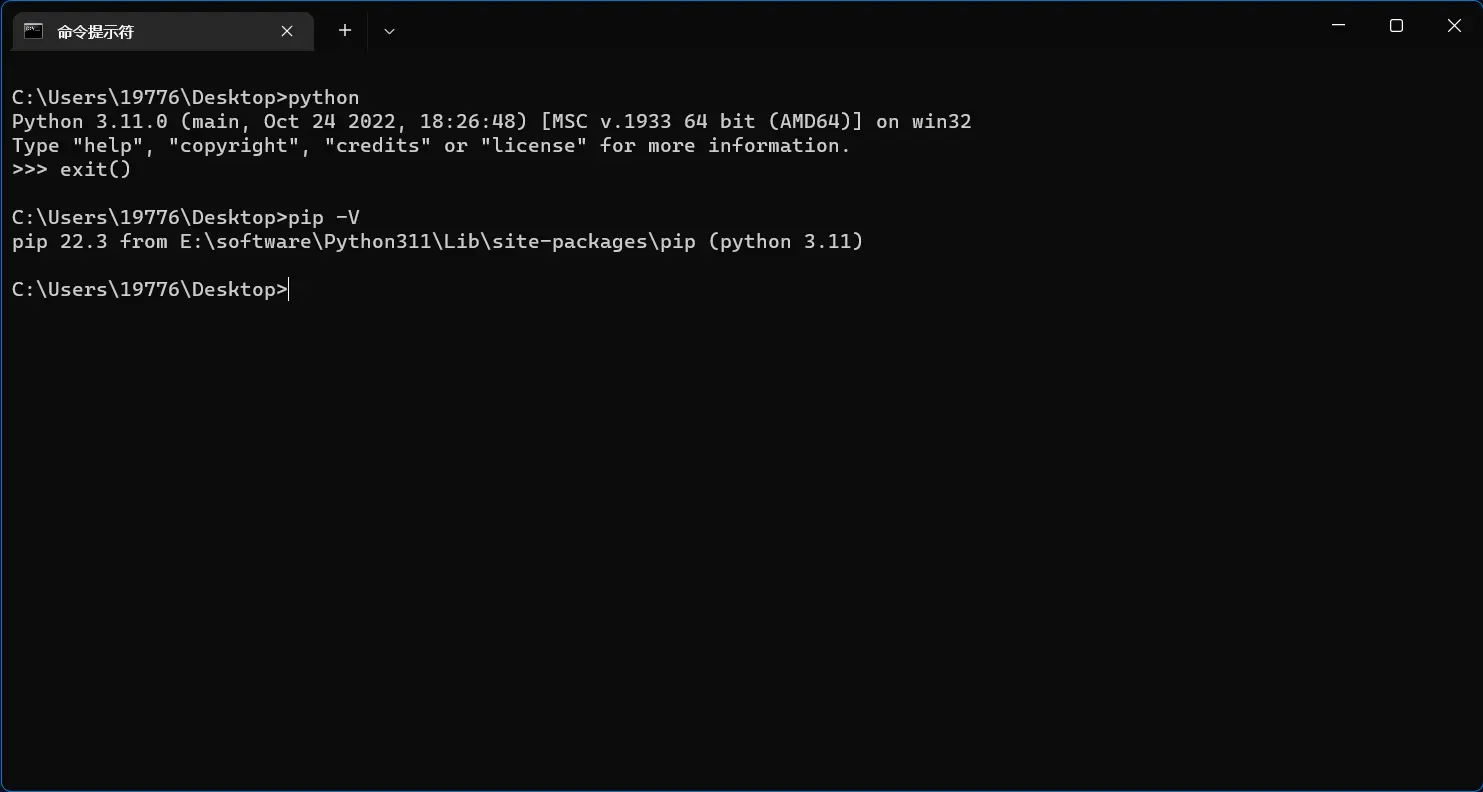 命令提示符
C:\Users\19776\Desktop>python
Python 3.11.0 (main, Oct 24 2022, 18:26:48) [MSC v.1933 64 bit (AMD64)] on win32
Type "help", "copyright", "credits" or "license" for more information.
>>> exit()
C:\Users\19776\Desktop>pip -V
pip 22.3 from E:\software\Python311\Lib\site-packages\pip (python 3.11)
C:\Users\19776\Desktop>